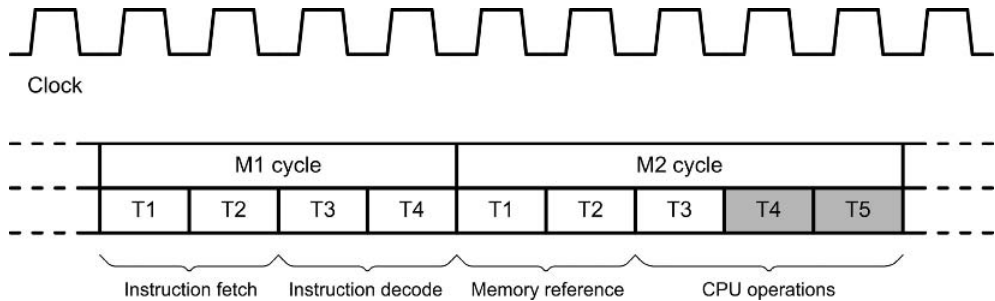 Clock
M1 cycle M2 cycle
T1 T2 T3 T4 T1 T2 T3 T4 T5
Instruction fetch Instruction decode Memory reference CPU operations